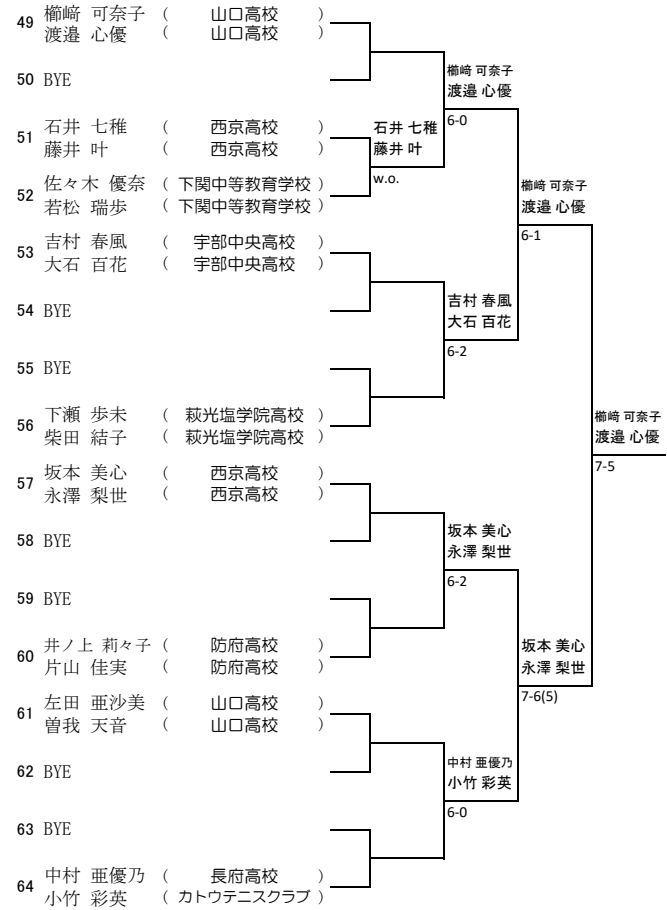 49 櫛﨑 可奈子 ( 山口高校 )
渡邉 心優 ( 山口高校 )
50 BYE
51 石井 七稚 ( 西京高校 )
藤井 叶 ( 西京高校 )
52 佐々木 優奈 ( 下関中等教育学校 )
若松 瑞歩 ( 下関中等教育学校 )
53 吉村 春風 ( 宇部中央高校 )
大石 百花 ( 宇部中央高校 )
54 BYE
55 BYE
56 下瀬 歩未 ( 萩光塩学院高校 )
柴田 結子 ( 萩光塩学院高校 )
57 坂本 美心 ( 西京高校 )
永澤 梨世 ( 西京高校 )
58 BYE
59 BYE
60 井ノ上 莉々子 ( 防府高校 )
片山 佳実 ( 防府高校 )
61 左田 亜沙美 ( 山口高校 )
曽我 天音 ( 山口高校 )
62 BYE
63 BYE
64 中村 亜優乃 ( 長府高校 )
小竹 彩英 ( カトウテニスクラブ )
石井 七稚
藤井 叶
w.o.
櫛﨑 可奈子
渡邉 心優
6-0
吉村 春風
大石 百花
6-2
坂本 美心
永澤 梨世
6-2
中村 亜優乃
小竹 彩英
6-0
櫛﨑 可奈子
渡邉 心優
6-1
坂本 美心
永澤 梨世
7-6(5)
櫛﨑 可奈子
渡邉 心優
7-5